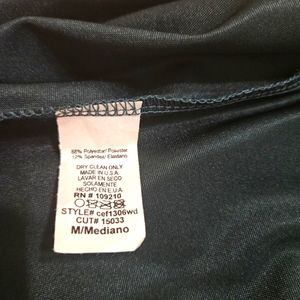 88% Polyester/ Poliester
12% Spandex/ Elastano
DRY CLEAN ONLY
MADE IN U.S.A.
LAVAR EN SECO
SOLAMENTE
HECHO EN E.U.A.
RN # 109210
STYLE# cef1306wd
CUT# 15033
M/Mediano